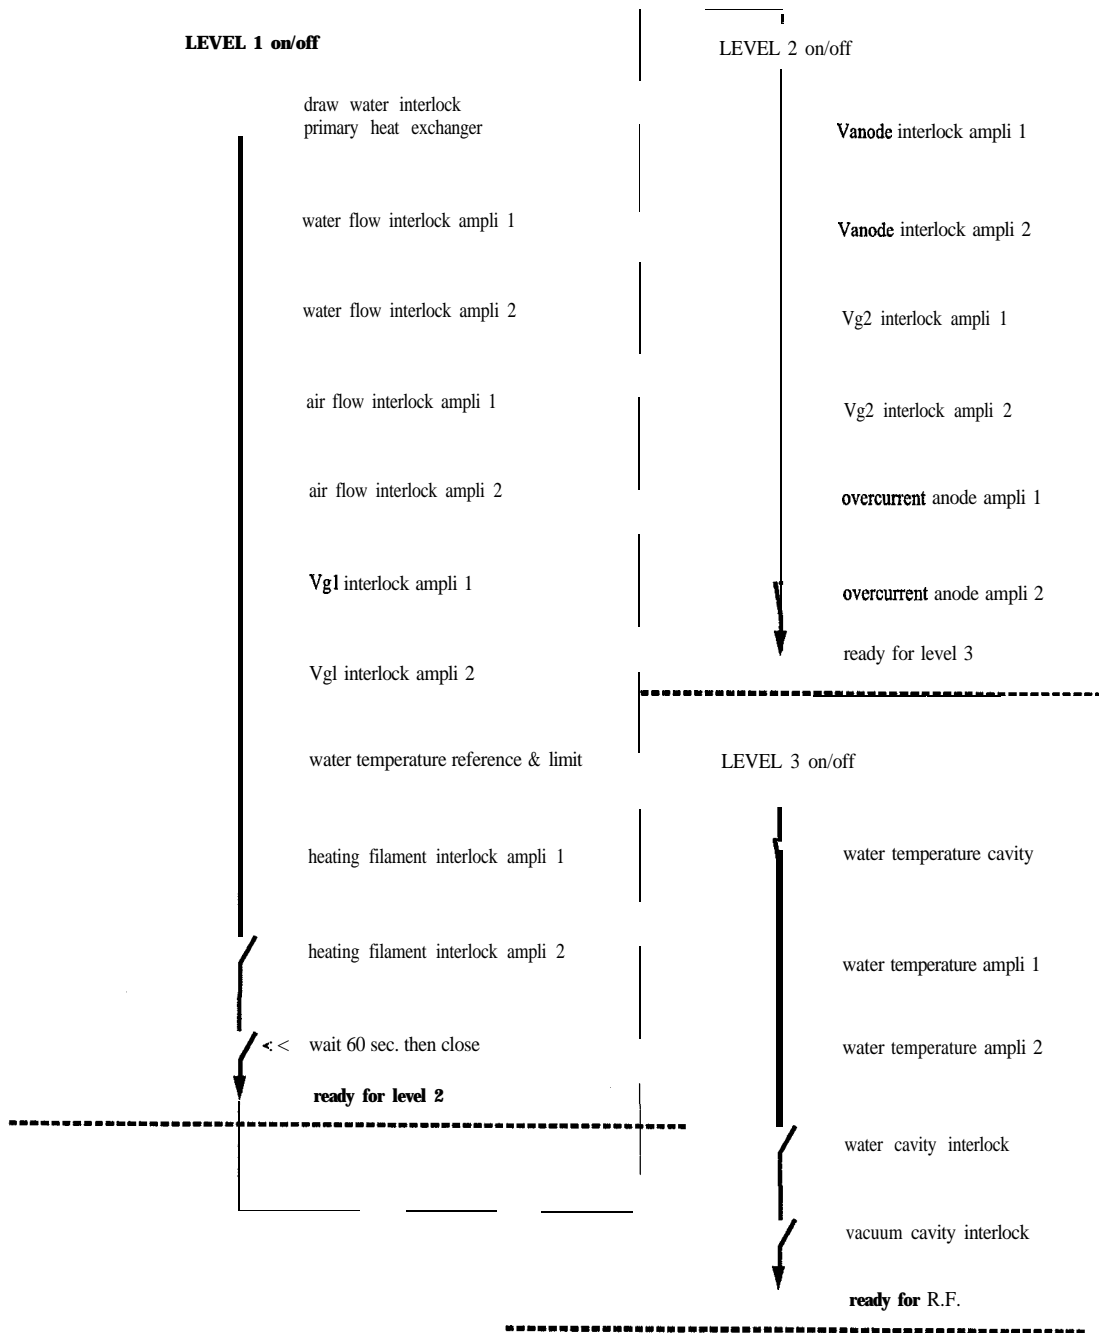 LEVEL 1 on/off
draw water interlock
primary heat exchanger
water flow interlock ampli 1
water flow interlock ampli 2
air flow interlock ampli 1
air flow interlock ampli 2
Vg1 interlock ampli 1
Vgl interlock ampli 2
water temperature reference & limit
heating filament interlock ampli 1
heating filament interlock ampli 2
<< wait 60 sec. then close
ready for level 2
LEVEL 2 on/off
Vanode interlock ampli 1
Vanode interlock ampli 2
Vg2 interlock ampli 1
Vg2 interlock ampli 2
overcurrent anode ampli 1
overcurrent anode ampli 2
ready for level 3
LEVEL 3 on/off
water temperature cavity
water temperature ampli 1
water temperature ampli 2
water cavity interlock
vacuum cavity interlock
ready for R.F.